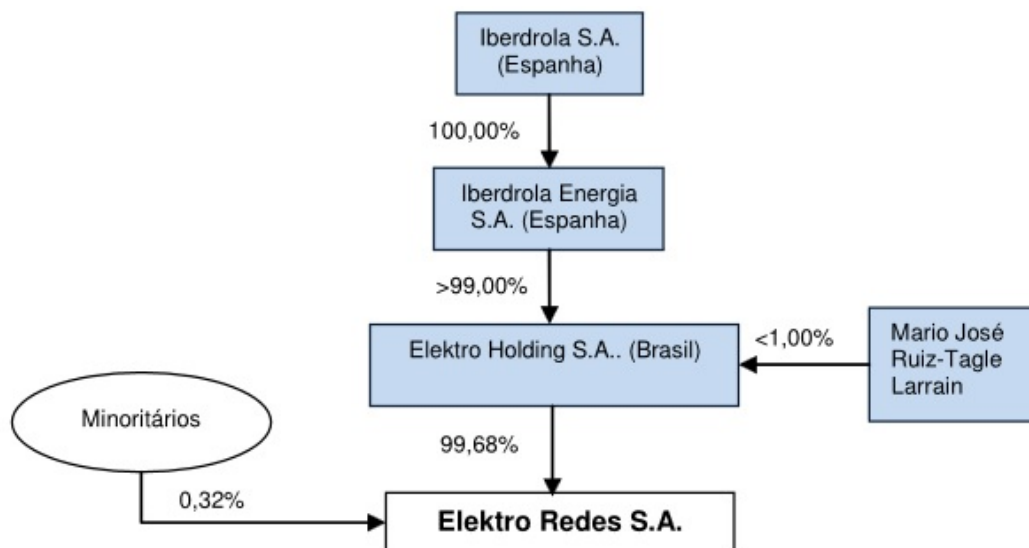 Iberdrola S.A.
(Espanha)
100,00%
Iberdrola Energia
S.A. (Espanha)
>99,00%
Elektro Holding S.A.. (Brasil)
<1,00%
Mario José
Ruiz-Tagle
Larrain
Minoritários
99,68%
0,32%
Elektro Redes S.A.